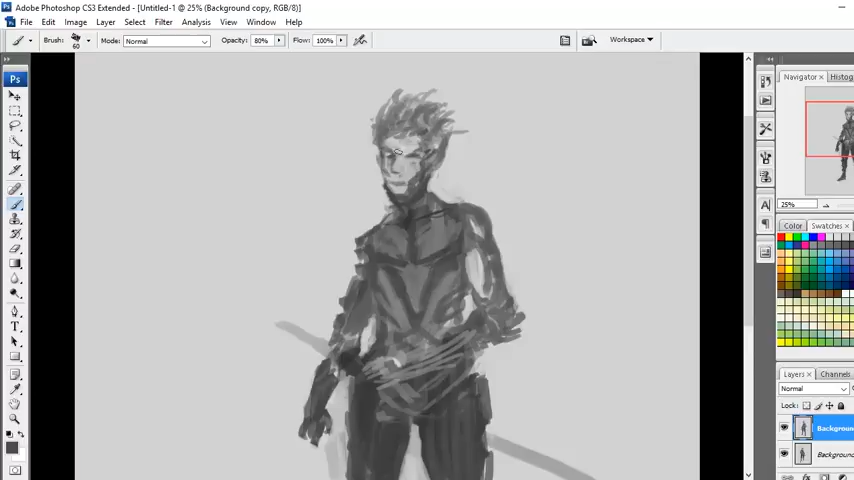 Adobe Photoshop CS3 Extended - [Untitled-1 @ 25% (Background copy, RGB/8)]
File Edit Image Layer Select Filter Analysis View Window Help
Brush: 60 Mode: Normal Opacity: 80% Flow: 100% Workspace
Ps
Navigator Histog
25%
Color Swatches
Layers Channels
Normal
Lock:
Background
Background